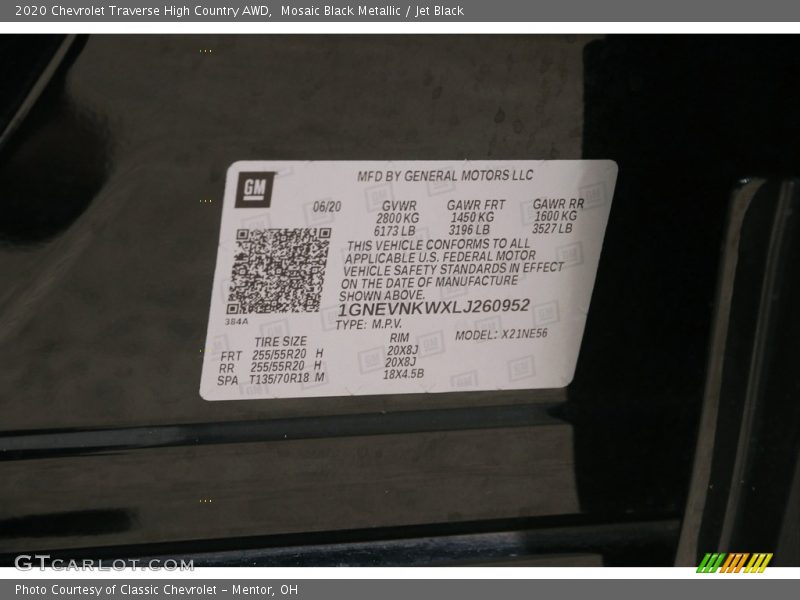 2020 Chevrolet Traverse High Country AWD,  Mosaic Black Metallic / Jet Black
GM
MFD BY GENERAL MOTORS LLC
06/20
GVWR GAWR FRT GAWR RR
2800 KG 1450 KG 1600 KG
6173 LB 3196 LB 3527 LB
THIS VEHICLE CONFORMS TO ALL
APPLICABLE U.S. FEDERAL MOTOR
VEHICLE SAFETY STANDARDS IN EFFECT
ON THE DATE OF MANUFACTURE
SHOWN ABOVE.
384A
1GNEVNKWXLJ260952
TYPE: M.P.V. MODEL: X21NE56
TIRE SIZE RIM
FRT 255/55R20 H 20X8J
RR 255/55R20 H 20X8J
SPA T135/70R18 M 18X4.5B
GTCARLOT.COM
Photo Courtesy of Classic Chevrolet - Mentor, OH